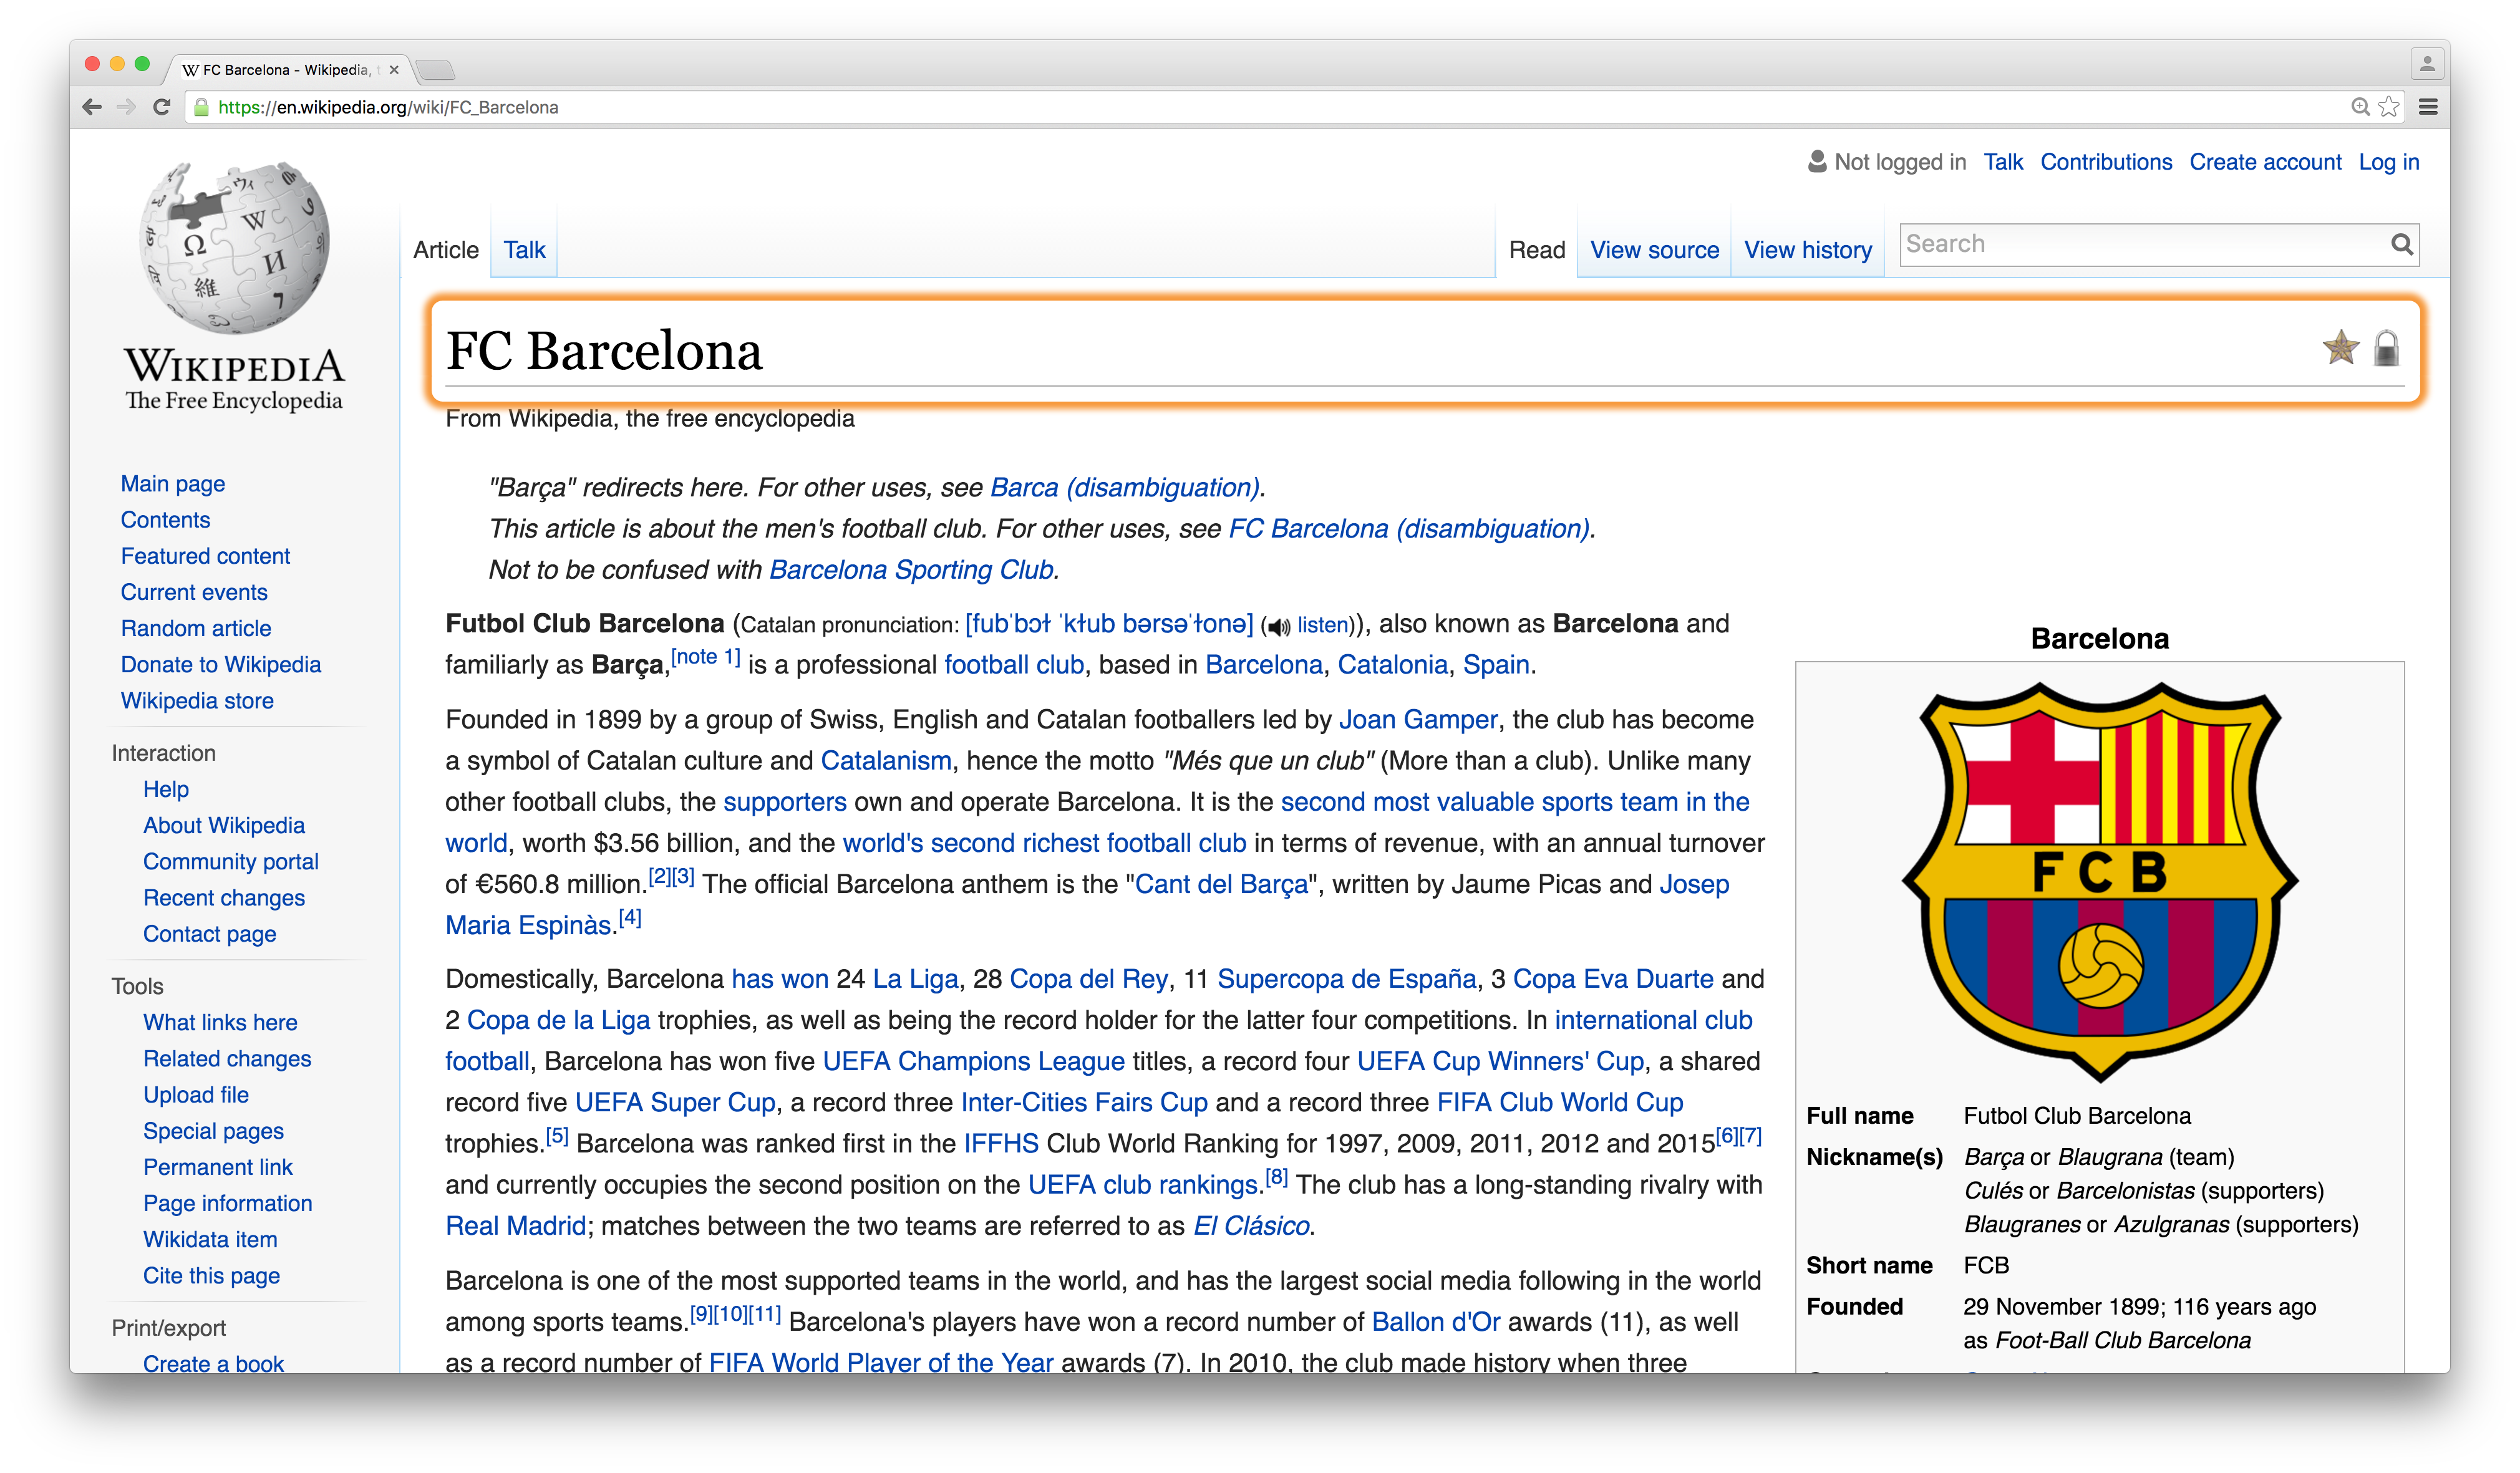 FC Barcelona - Wikipedia, t
https://en.wikipedia.org/wiki/FC_Barcelona
Not logged in Talk Contributions Create account Log in
Article Talk Read View source View history Search
WIKIPEDIA
The Free Encyclopedia
Main page
Contents
Featured content
Current events
Random article
Donate to Wikipedia
Wikipedia store
Interaction
Help
About Wikipedia
Community portal
Recent changes
Contact page
Tools
What links here
Related changes
Upload file
Special pages
Permanent link
Page information
Wikidata item
Cite this page
Print/export
Create a book
FC Barcelona
From Wikipedia, the free encyclopedia
"Barça" redirects here. For other uses, see Barca (disambiguation).
This article is about the men's football club. For other uses, see FC Barcelona (disambiguation).
Not to be confused with Barcelona Sporting Club.
Futbol Club Barcelona (Catalan pronunciation: [fubˈbɔɫ ˈkɫub bərsəˈɫonə] (listen)), also known as Barcelona and
familiarly as Barça,[note 1] is a professional football club, based in Barcelona, Catalonia, Spain.
Founded in 1899 by a group of Swiss, English and Catalan footballers led by Joan Gamper, the club has become
a symbol of Catalan culture and Catalanism, hence the motto "Més que un club" (More than a club). Unlike many
other football clubs, the supporters own and operate Barcelona. It is the second most valuable sports team in the
world, worth $3.56 billion, and the world's second richest football club in terms of revenue, with an annual turnover
of €560.8 million.[2][3] The official Barcelona anthem is the "Cant del Barça", written by Jaume Picas and Josep
Maria Espinàs.[4]
Domestically, Barcelona has won 24 La Liga, 28 Copa del Rey, 11 Supercopa de España, 3 Copa Eva Duarte and
2 Copa de la Liga trophies, as well as being the record holder for the latter four competitions. In international club
football, Barcelona has won five UEFA Champions League titles, a record four UEFA Cup Winners' Cup, a shared
record five UEFA Super Cup, a record three Inter-Cities Fairs Cup and a record three FIFA Club World Cup
trophies.[5] Barcelona was ranked first in the IFFHS Club World Ranking for 1997, 2009, 2011, 2012 and 2015[6][7]
and currently occupies the second position on the UEFA club rankings.[8] The club has a long-standing rivalry with
Real Madrid; matches between the two teams are referred to as El Clásico.
Barcelona is one of the most supported teams in the world, and has the largest social media following in the world
among sports teams.[9][10][11] Barcelona's players have won a record number of Ballon d'Or awards (11), as well
as a record number of FIFA World Player of the Year awards (7). In 2010, the club made history when three
Barcelona
FCB
Full name Futbol Club Barcelona
Nickname(s) Barça or Blaugrana (team)
Culés or Barcelonistas (supporters)
Blaugranes or Azulgranas (supporters)
Short name FCB
Founded 29 November 1899; 116 years ago
as Foot-Ball Club Barcelona